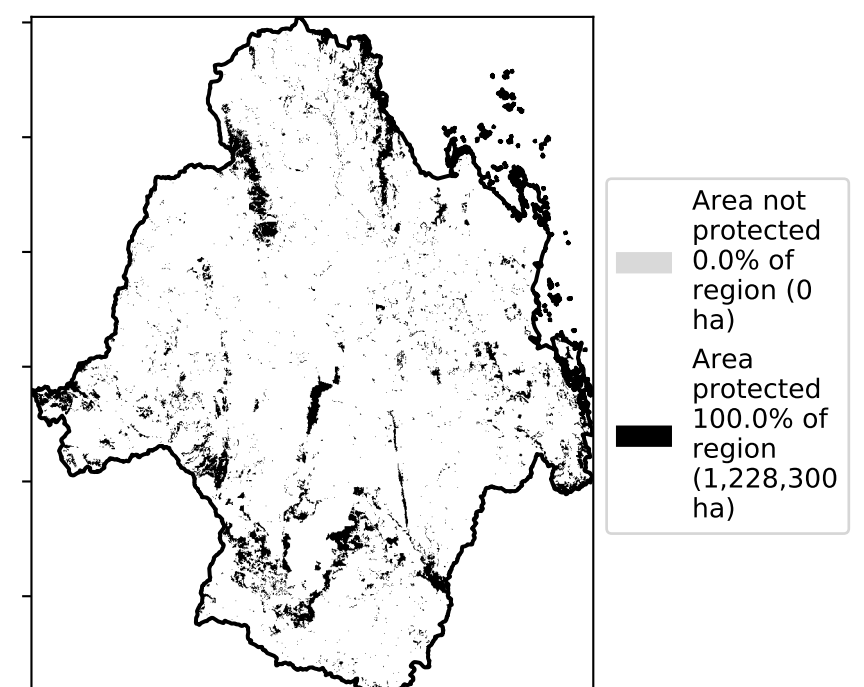 Area not
protected
0.0% of
region (0
ha)
Area
protected
100.0% of
region
(1,228,300
ha)